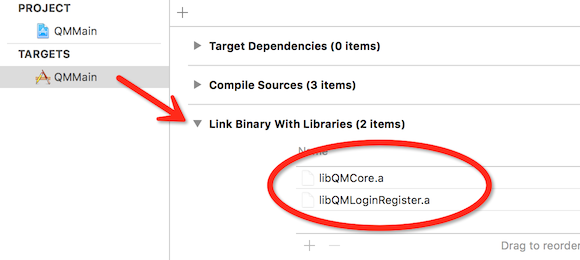 PROJECT
QMMain
TARGETS
QMMain
+
Target Dependencies (0 items)
Compile Sources (3 items)
Link Binary With Libraries (2 items)
Name
libQMCore.a
libQMLoginRegister.a
+ −
Drag to reorder